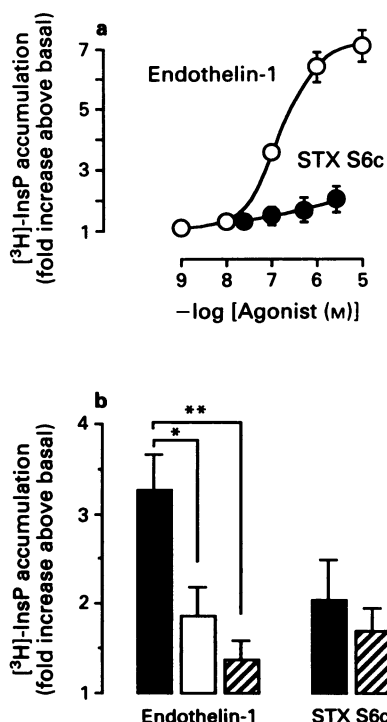 a
[³H]-InsP accumulation
(fold increase above basal)
7
5
3
1
Endothelin-1
STX S6c
9 8 7 6 5
−log [Agonist (M)]
b
[³H]-InsP accumulation
(fold increase above basal)
4
3
2
1
**
*
Endothelin-1 STX S6c